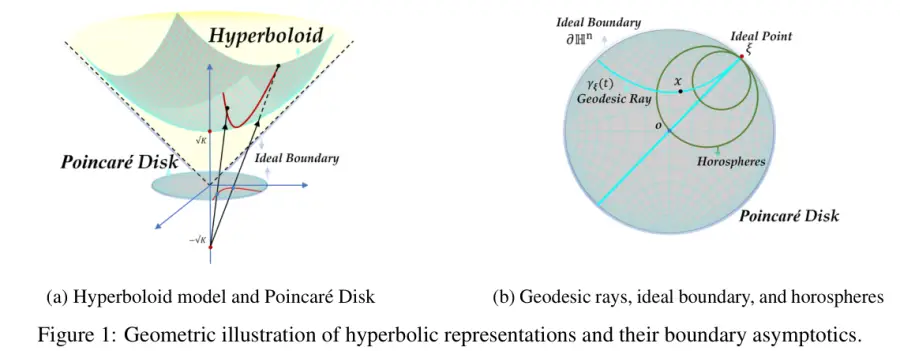 Hyperboloid
√K
Poincaré Disk
Ideal Boundary
−√K
(a) Hyperboloid model and Poincaré Disk
Ideal Boundary
∂ℍⁿ
Ideal Point
ξ
γξ(t)
x
Geodesic Ray
o
Horospheres
Poincaré Disk
(b) Geodesic rays, ideal boundary, and horospheres
Figure 1: Geometric illustration of hyperbolic representations and their boundary asymptotics.